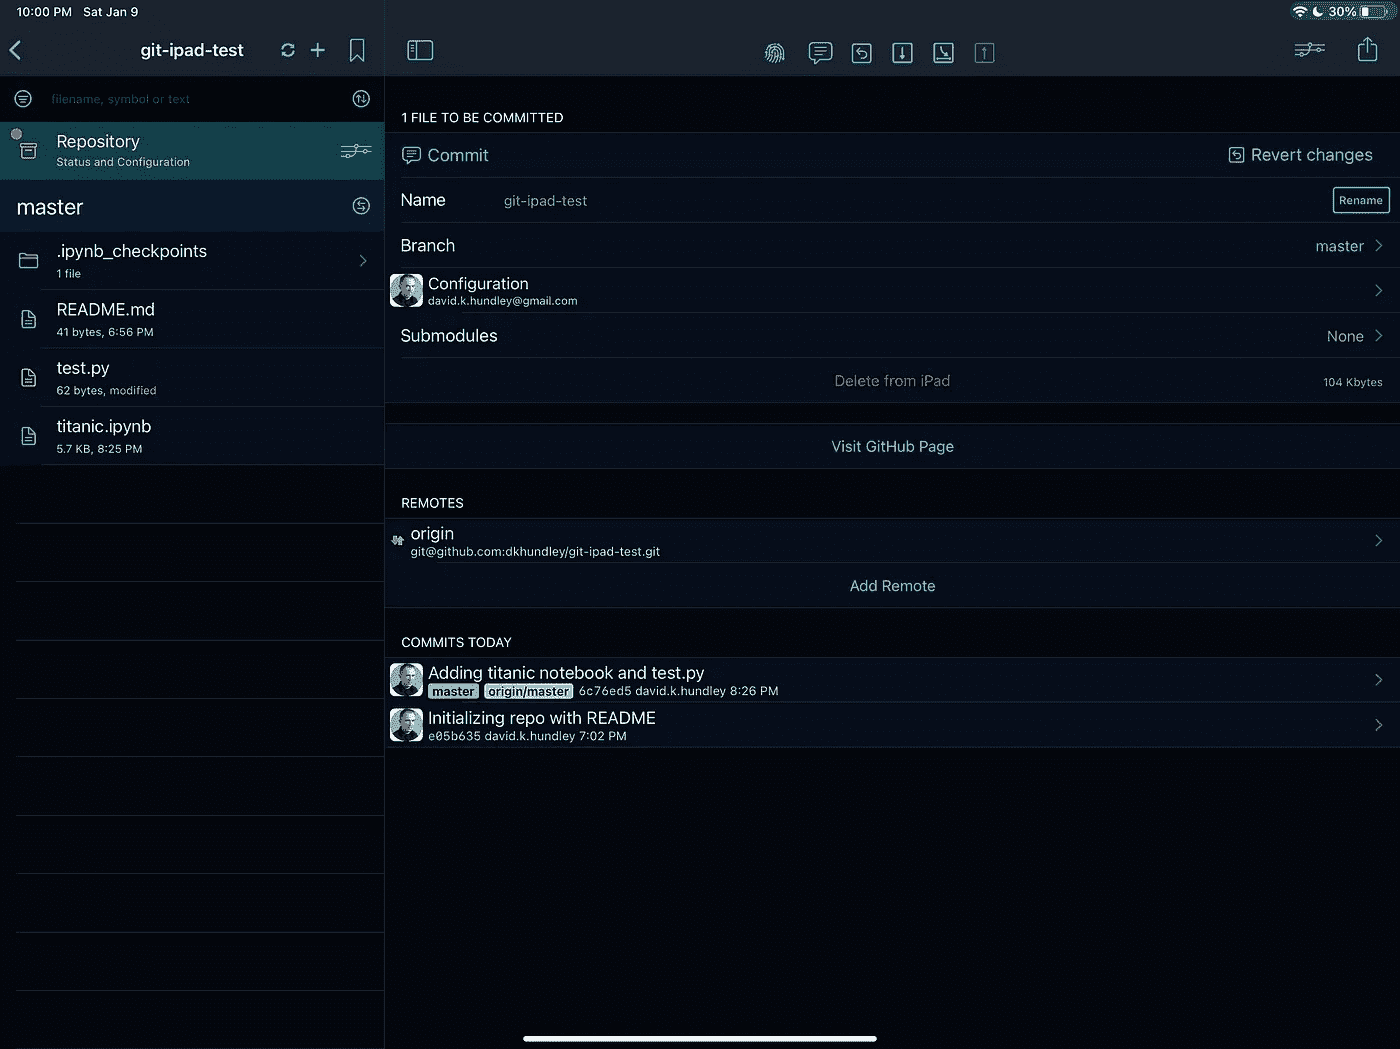 10:00 PM Sat Jan 9
30%
git-ipad-test
filename, symbol or text
Repository
Status and Configuration
master
.ipynb_checkpoints
1 file
README.md
41 bytes, 6:56 PM
test.py
62 bytes, modified
titanic.ipynb
5.7 KB, 8:25 PM
1 FILE TO BE COMMITTED
Commit
Revert changes
Name git-ipad-test Rename
Branch master
Configuration
david.k.hundley@gmail.com
Submodules None
Delete from iPad 104 Kbytes
Visit GitHub Page
REMOTES
origin
git@github.com:dkhundley/git-ipad-test.git
Add Remote
COMMITS TODAY
Adding titanic notebook and test.py
master origin/master 6c76ed5 david.k.hundley 8:26 PM
Initializing repo with README
e05b635 david.k.hundley 7:02 PM